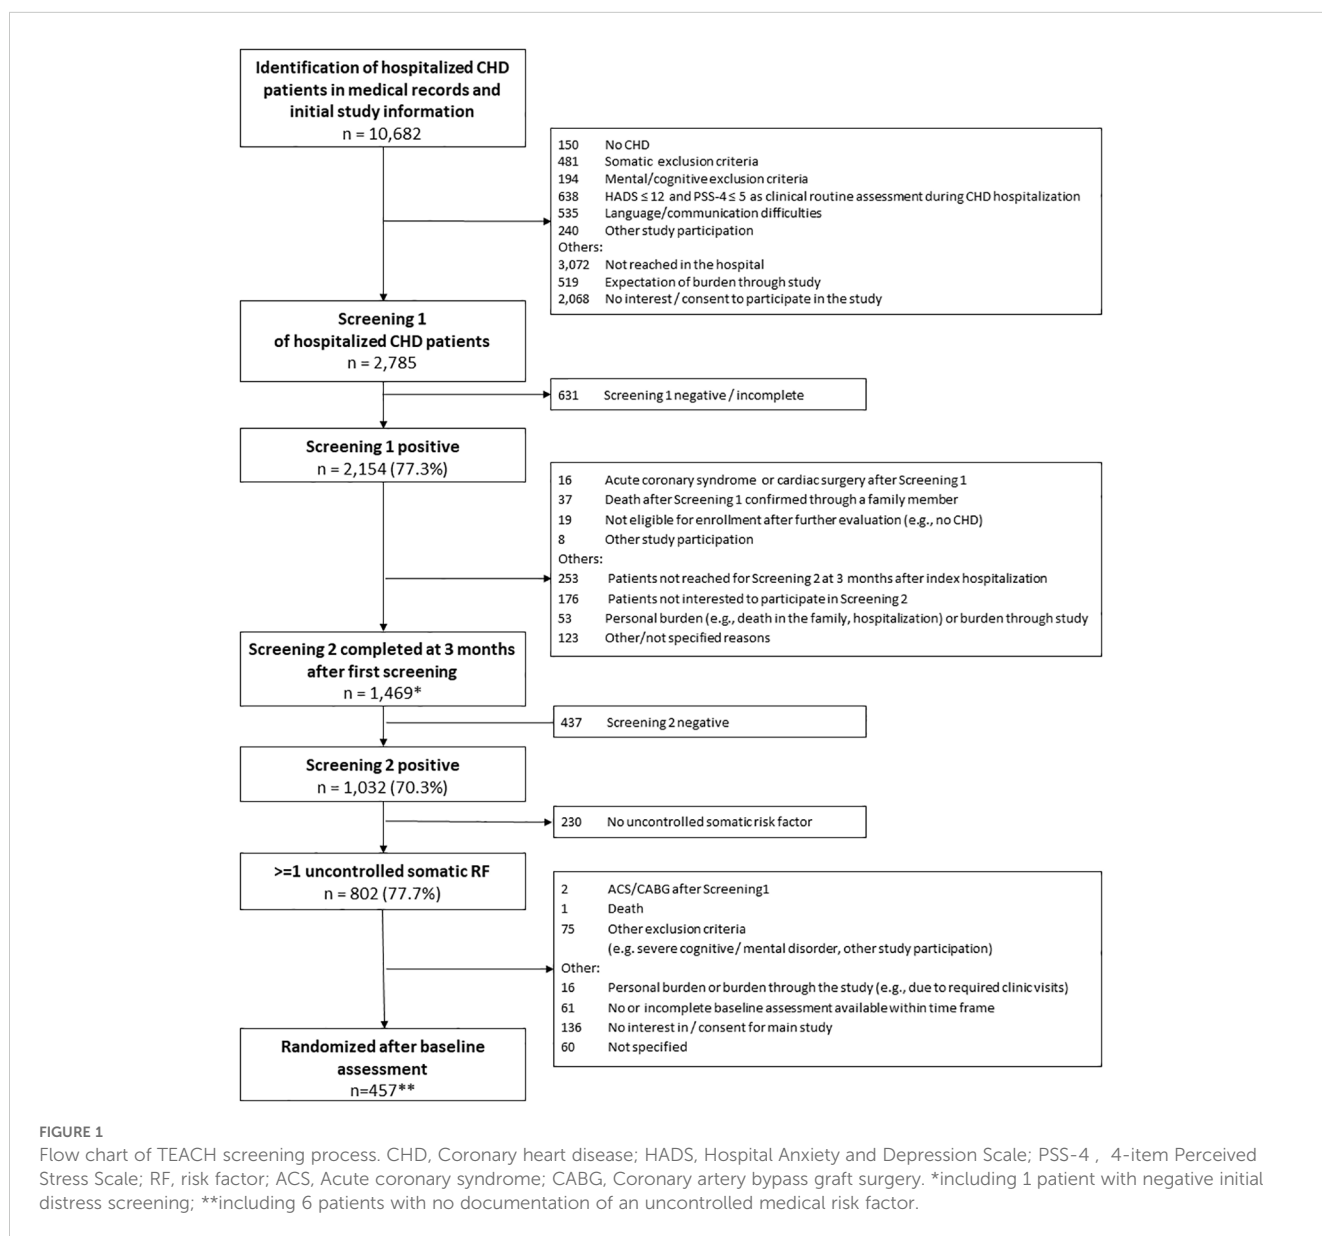 Identification of hospitalized CHD
patients in medical records and
initial study information
n = 10,682
150 No CHD
481 Somatic exclusion criteria
194 Mental/cognitive exclusion criteria
638 HADS ≤ 12 and PSS-4 ≤ 5 as clinical routine assessment during CHD hospitalization
535 Language/communication difficulties
240 Other study participation
Others:
3,072 Not reached in the hospital
519 Expectation of burden through study
2,068 No interest / consent to participate in the study
Screening 1
of hospitalized CHD patients
n = 2,785
631 Screening 1 negative / incomplete
Screening 1 positive
n = 2,154 (77.3%)
16 Acute coronary syndrome or cardiac surgery after Screening 1
37 Death after Screening 1 confirmed through a family member
19 Not eligible for enrollment after further evaluation (e.g., no CHD)
8 Other study participation
Others:
253 Patients not reached for Screening 2 at 3 months after index hospitalization
176 Patients not interested to participate in Screening 2
53 Personal burden (e.g., death in the family, hospitalization) or burden through study
123 Other/not specified reasons
Screening 2 completed at 3 months
after first screening
n = 1,469*
437 Screening 2 negative
Screening 2 positive
n = 1,032 (70.3%)
230 No uncontrolled somatic risk factor
>=1 uncontrolled somatic RF
n = 802 (77.7%)
2 ACS/CABG after Screening1
1 Death
75 Other exclusion criteria
(e.g. severe cognitive/ mental disorder, other study participation)
Other:
16 Personal burden or burden through the study (e.g., due to required clinic visits)
61 No or incomplete baseline assessment available within time frame
136 No interest in / consent for main study
60 Not specified
Randomized after baseline
assessment
n=457**
FIGURE 1
Flow chart of TEACH screening process. CHD, Coronary heart disease; HADS, Hospital Anxiety and Depression Scale; PSS-4 , 4-item Perceived
Stress Scale; RF, risk factor; ACS, Acute coronary syndrome; CABG, Coronary artery bypass graft surgery. *including 1 patient with negative initial
distress screening; **including 6 patients with no documentation of an uncontrolled medical risk factor.